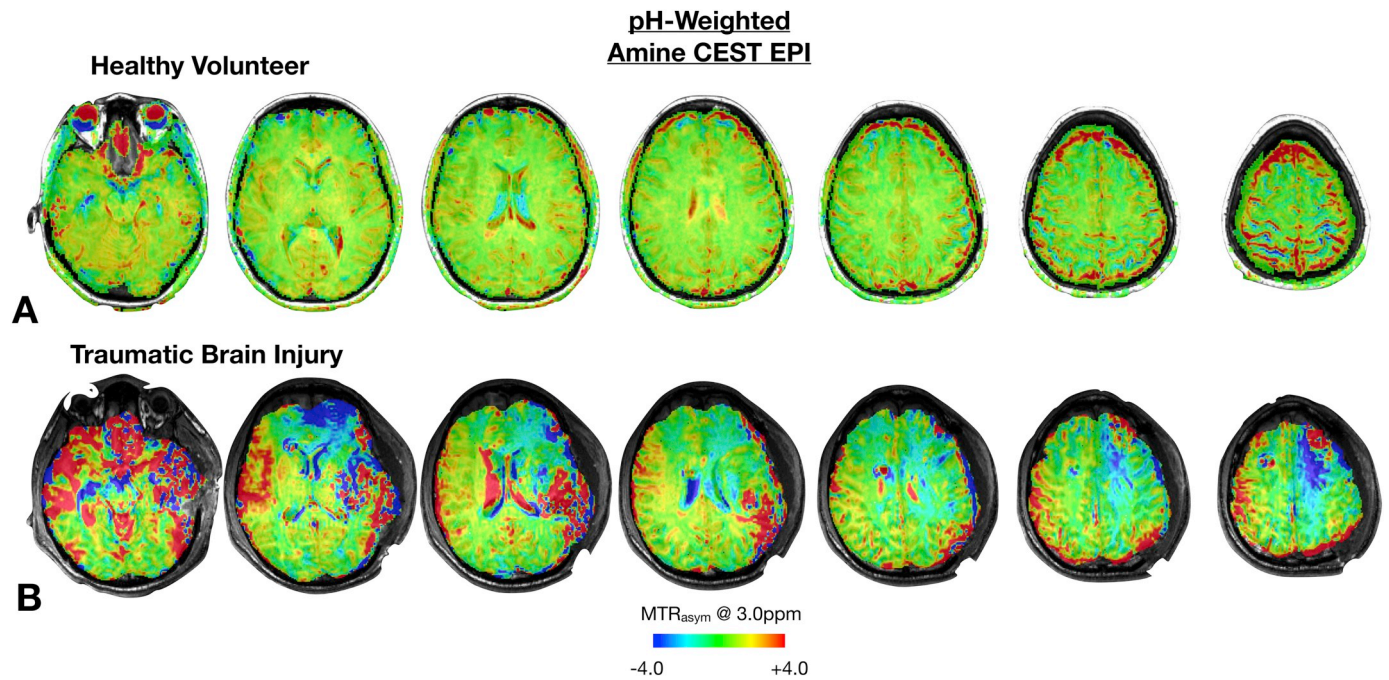 pH-Weighted
Amine CEST EPI
Healthy Volunteer
A
Traumatic Brain Injury
B
MTRasym @ 3.0ppm
-4.0 +4.0